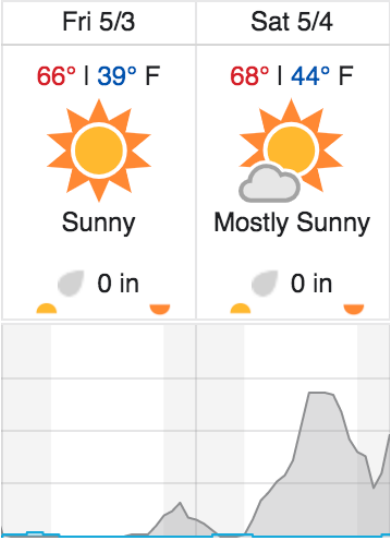 Fri 5/3
Sat 5/4
66° | 39° F
68° | 44° F
Sunny
Mostly Sunny
0 in
0 in